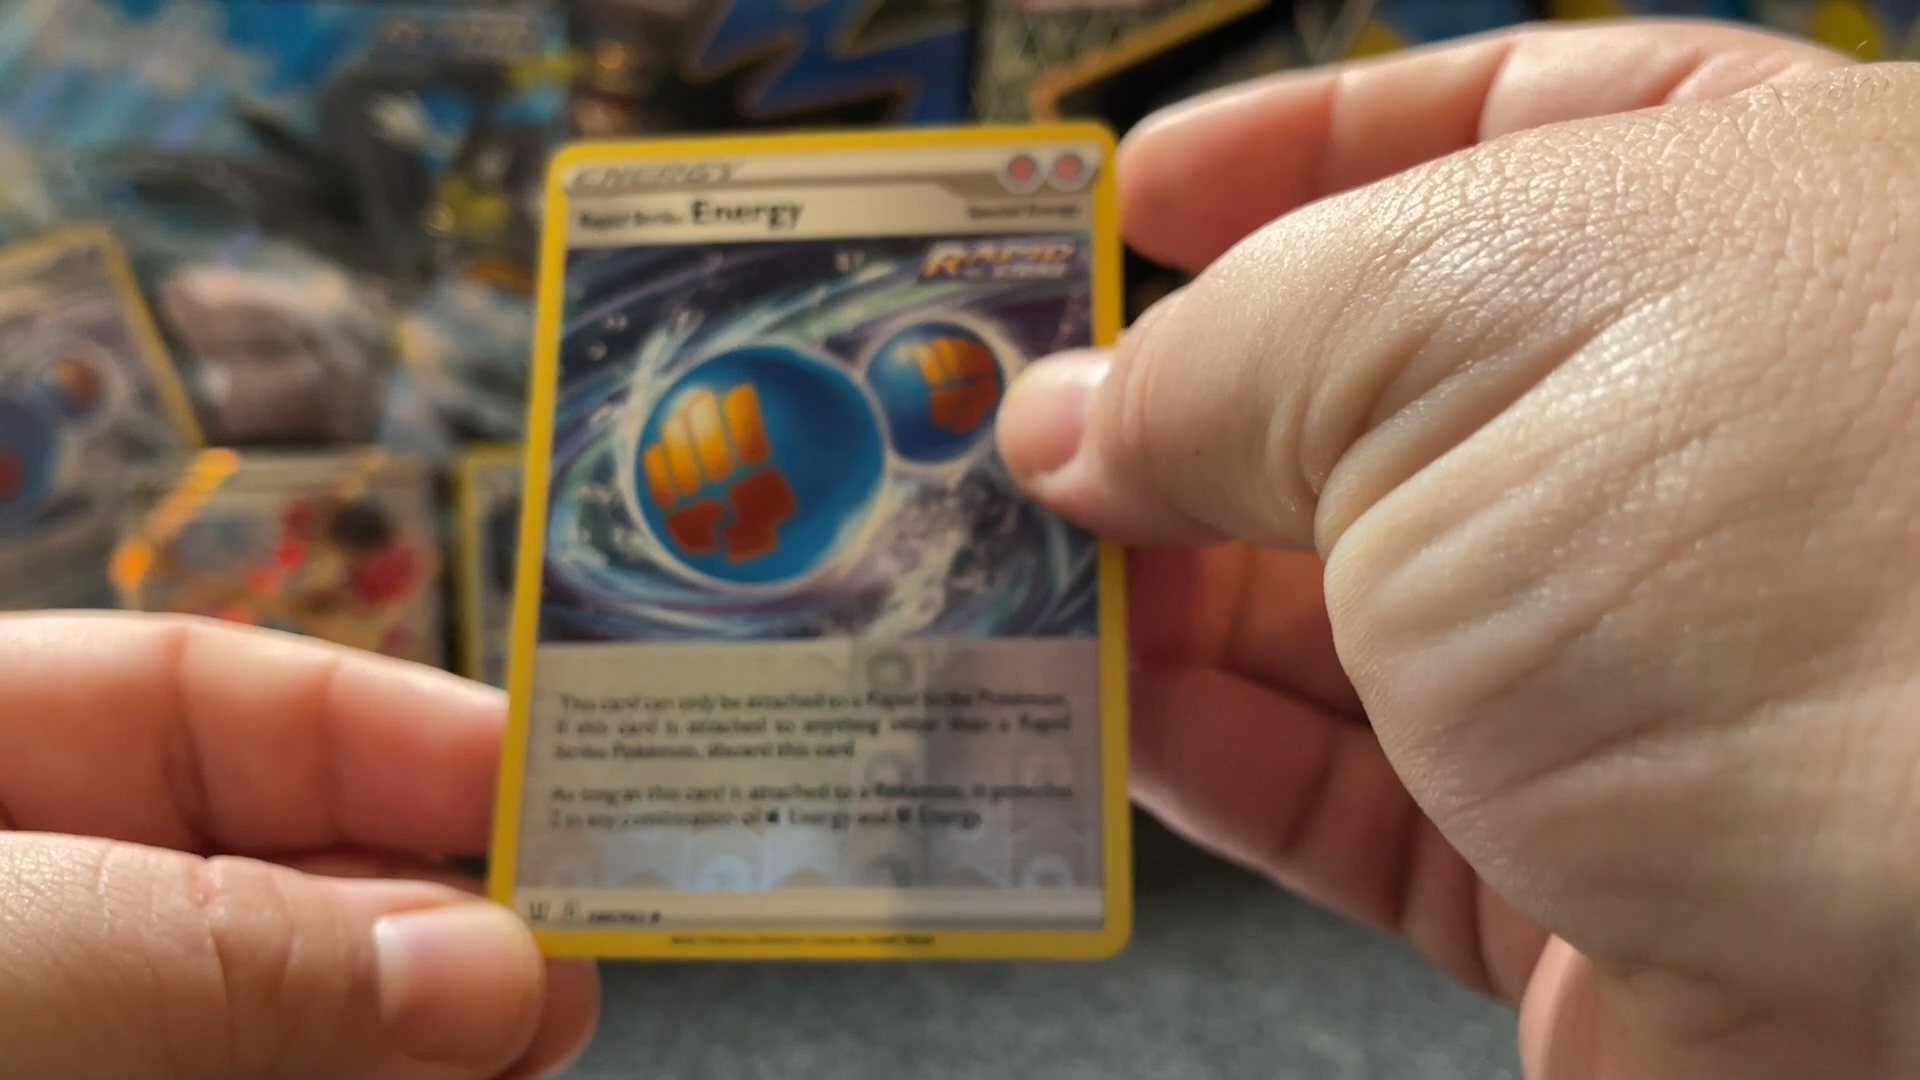 ENERGY
Rapid Strike Energy
Special Energy
RAPID
STRIKE
This card can only be attached to a Rapid Strike Pokémon.
If this card is attached to anything other than a Rapid
Strike Pokémon, discard this card.
As long as this card is attached to a Pokémon, it provides
2 in any combination of Energy and Energy.